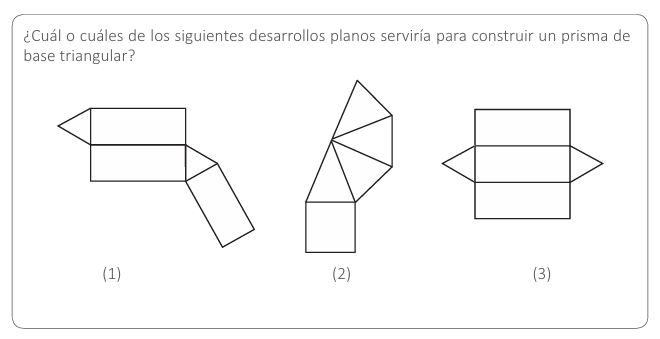 ¿Cuál o cuáles de los siguientes desarrollos planos serviría para construir un prisma de
base triangular?
(1) (2) (3)